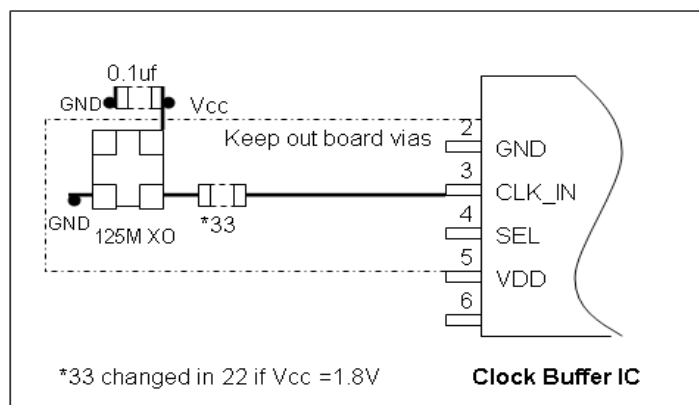 0.1uf
GND
Vcc
Keep out board vias
2
GND
3
CLK_IN
*33
GND
125M XO
4
SEL
5
VDD
6
*33 changed in 22 if Vcc =1.8V
Clock Buffer IC